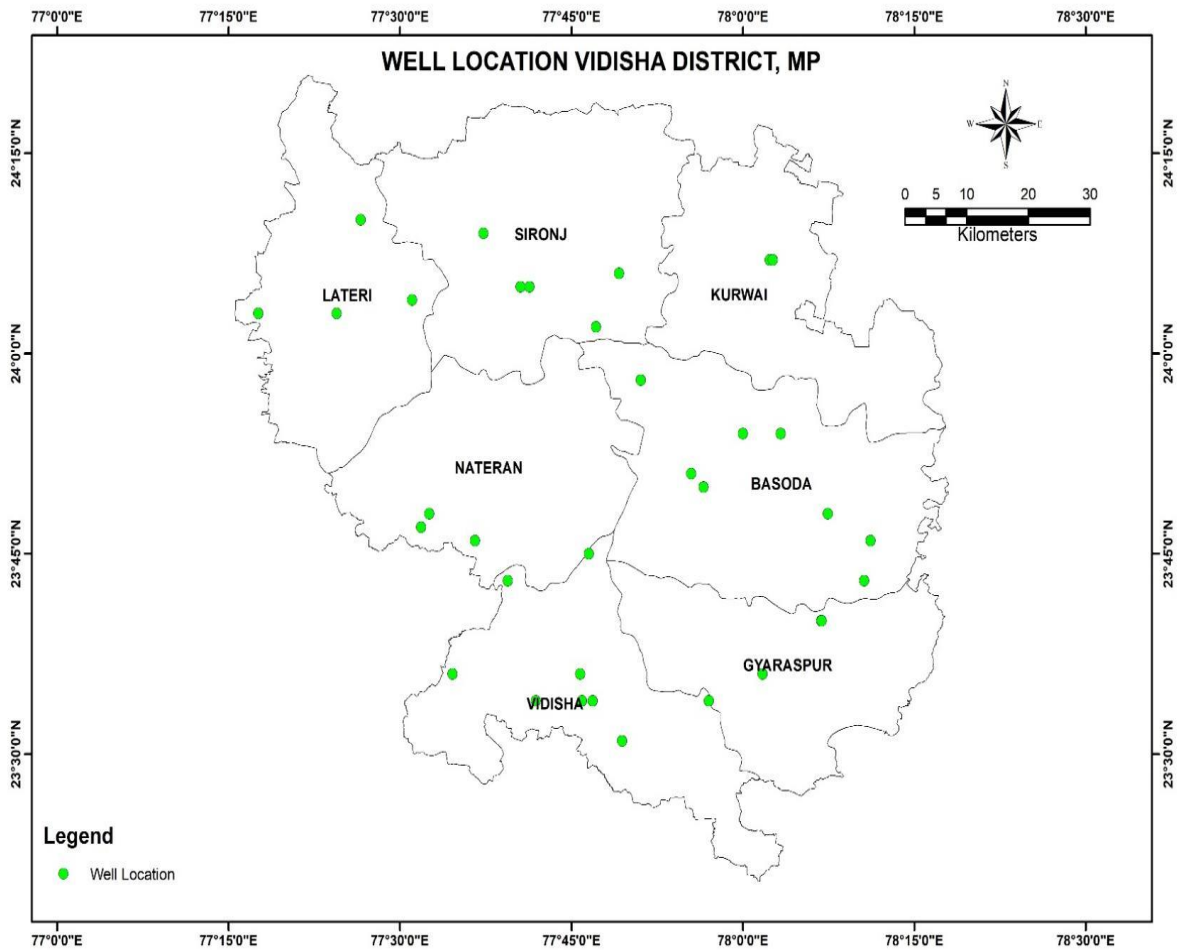 77°0'0"E 77°15'0"E 77°30'0"E 77°45'0"E 78°0'0"E 78°15'0"E 78°30'0"E
WELL LOCATION VIDISHA DISTRICT, MP
N
W E
S
24°15'0"N 24°15'0"N
0 5 10 20 30
Kilometers
SIRONJ
LATERI
KURWAI
24°0'0"N 24°0'0"N
NATERAN
BASODA
23°45'0"N 23°45'0"N
GYARASPUR
VIDISHA
23°30'0"N 23°30'0"N
Legend
Well Location
77°0'0"E 77°15'0"E 77°30'0"E 77°45'0"E 78°0'0"E 78°15'0"E 78°30'0"E